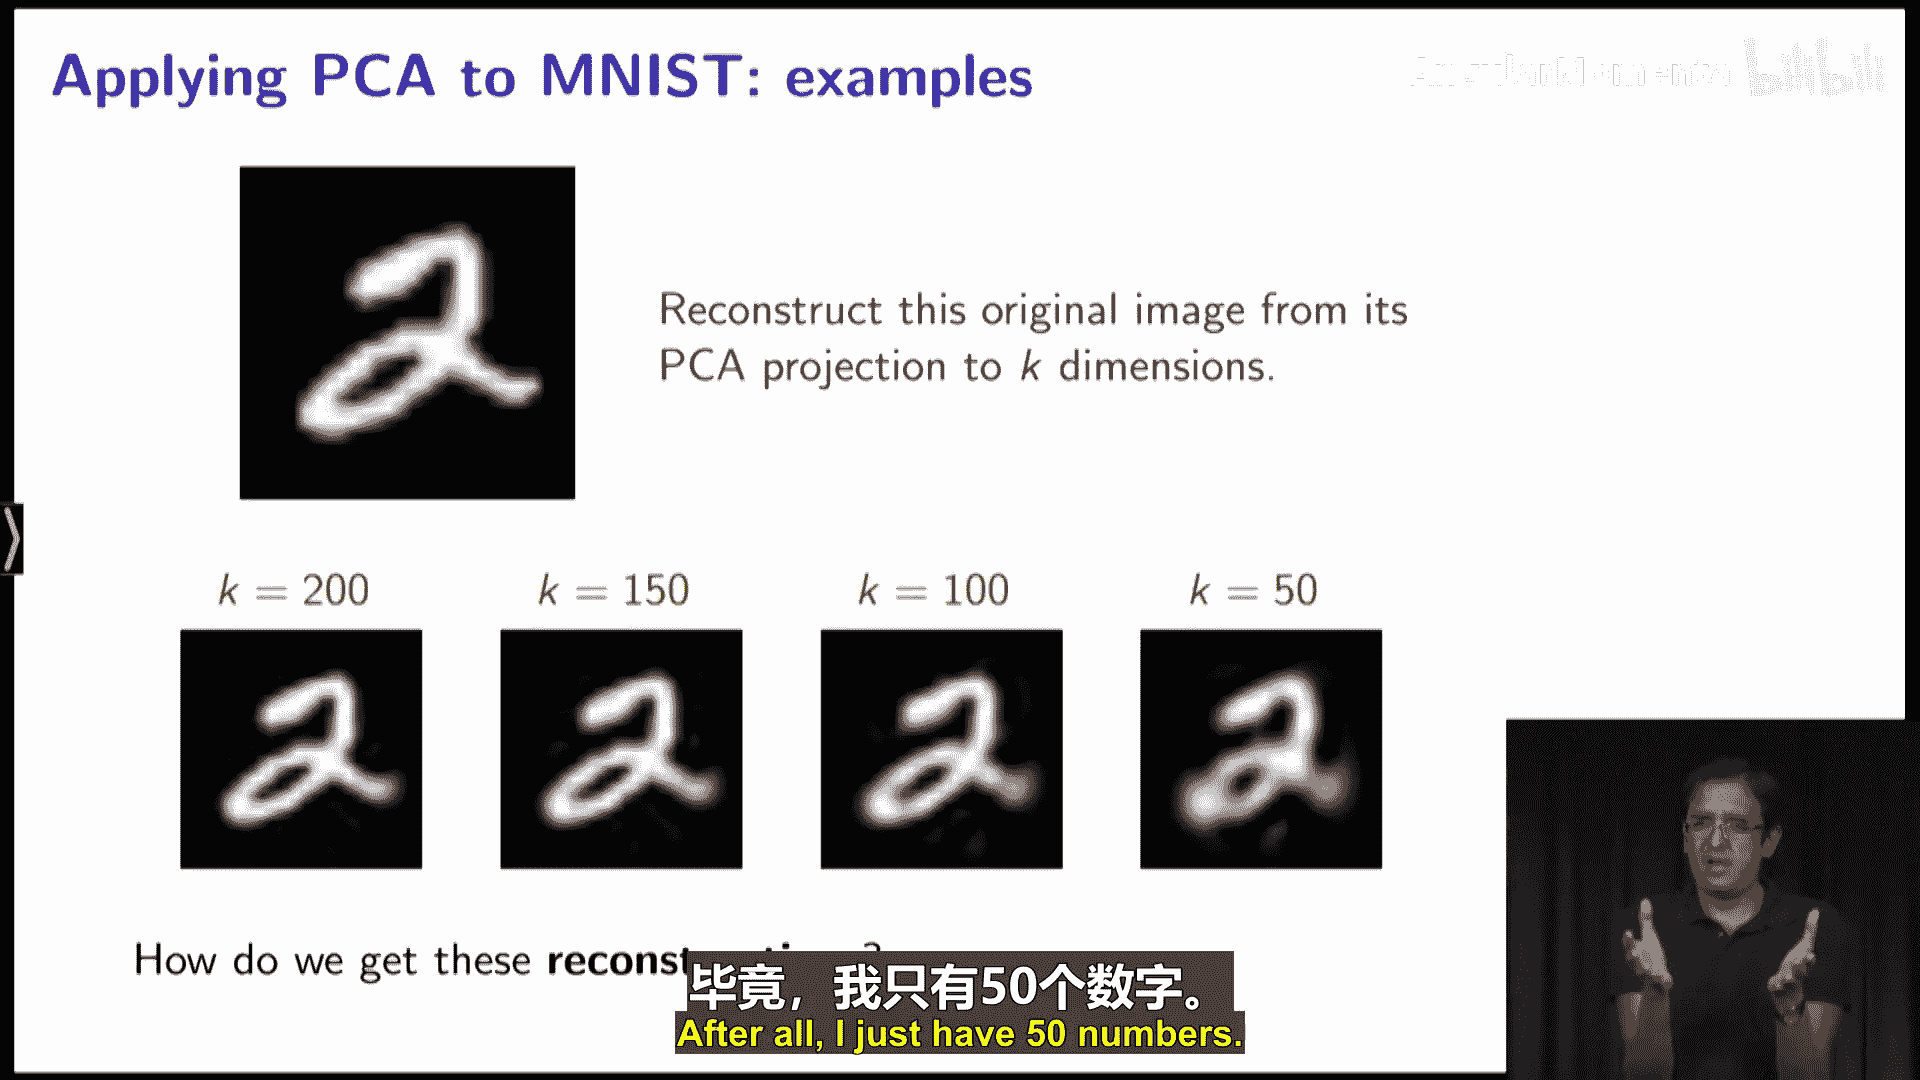 Applying PCA to MNIST: examples
bilibili
Reconstruct this original image from its
PCA projection to k dimensions.
k = 200
k = 150
k = 100
k = 50
How do we get these
毕竟，我只有50个数字。
After all, I just have 50 numbers.